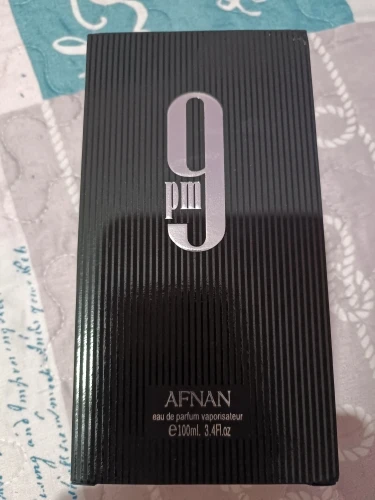 9
pm
AFNAN
eau de parfum vaporisateur
℮100ml. 3.4Fl.oz